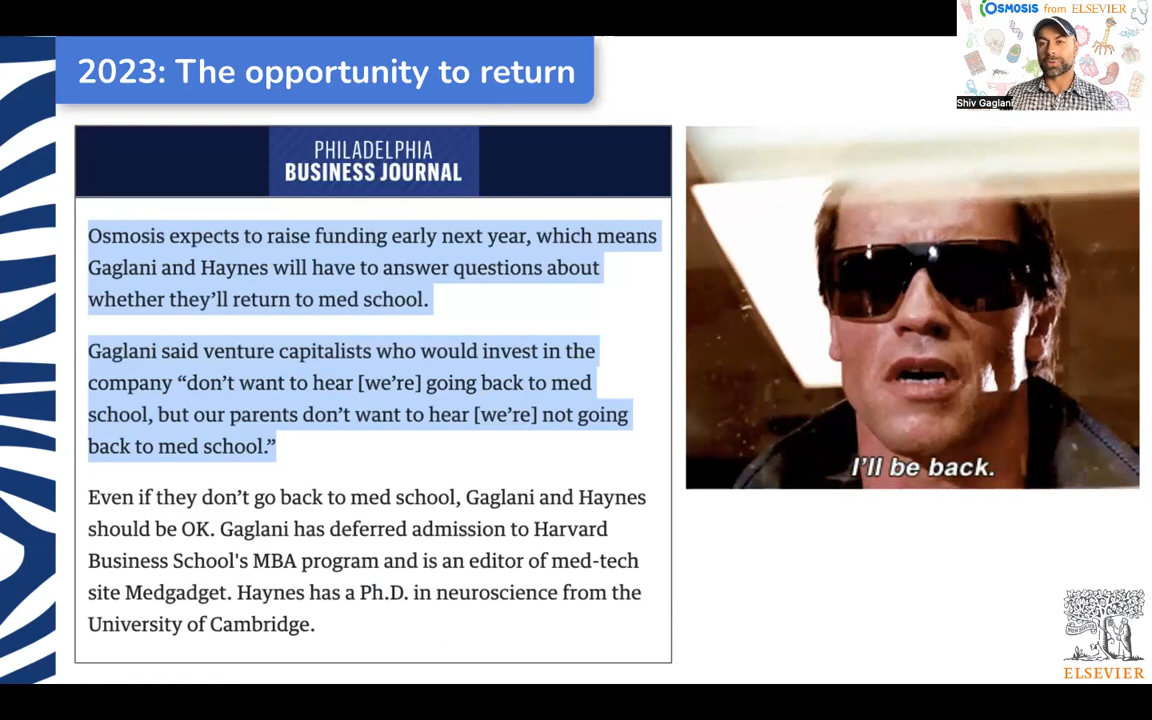 OSMOSIS from ELSEVIER
Shiv Gaglani
2023: The opportunity to return
PHILADELPHIA
BUSINESS JOURNAL
Osmosis expects to raise funding early next year, which means
Gaglani and Haynes will have to answer questions about
whether they’ll return to med school.
Gaglani said venture capitalists who would invest in the
company “don’t want to hear [we’re] going back to med
school, but our parents don’t want to hear [we’re] not going
back to med school.”
Even if they don’t go back to med school, Gaglani and Haynes
should be OK. Gaglani has deferred admission to Harvard
Business School's MBA program and is an editor of med-tech
site Medgadget. Haynes has a Ph.D. in neuroscience from the
University of Cambridge.
I’ll be back.
ELSEVIER